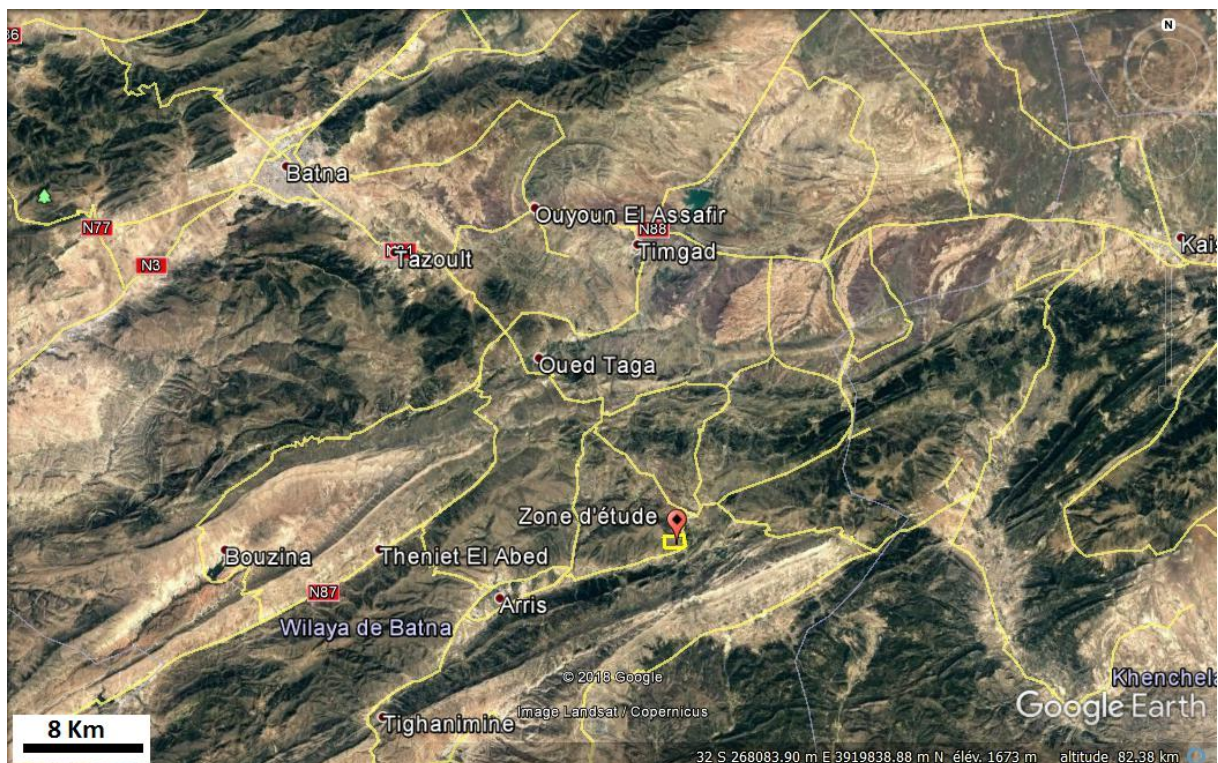 N
Batna
N77
Ouyoun El Assafir
N88
Timgad
Tazoult
N3
Oued Taga
Zone d'étude
Bouzina
Theniet El Abed
N87
Arris
Wilaya de Batna
© 2018 Google
Khenchela
Google Earth
Image Landsat / Copernicus
Tighanimine
8 Km
32 S 268083.90 m E 3919838.88 m N élév. 1673 m altitude 82.38 km